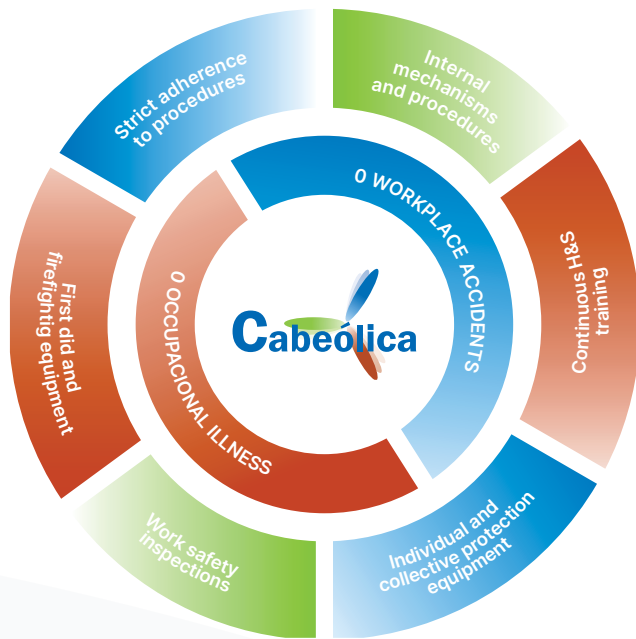 Internal
mechanisms
and procedures
Continuous H&S
training
Individual and
collective protection
equipment
Work safety
inspections
First did and
firefightig equipment
Strict adherence
to procedures
0 WORKPLACE ACCIDENTS
0 OCCUPACIONAL ILLNESS
Cabeólica